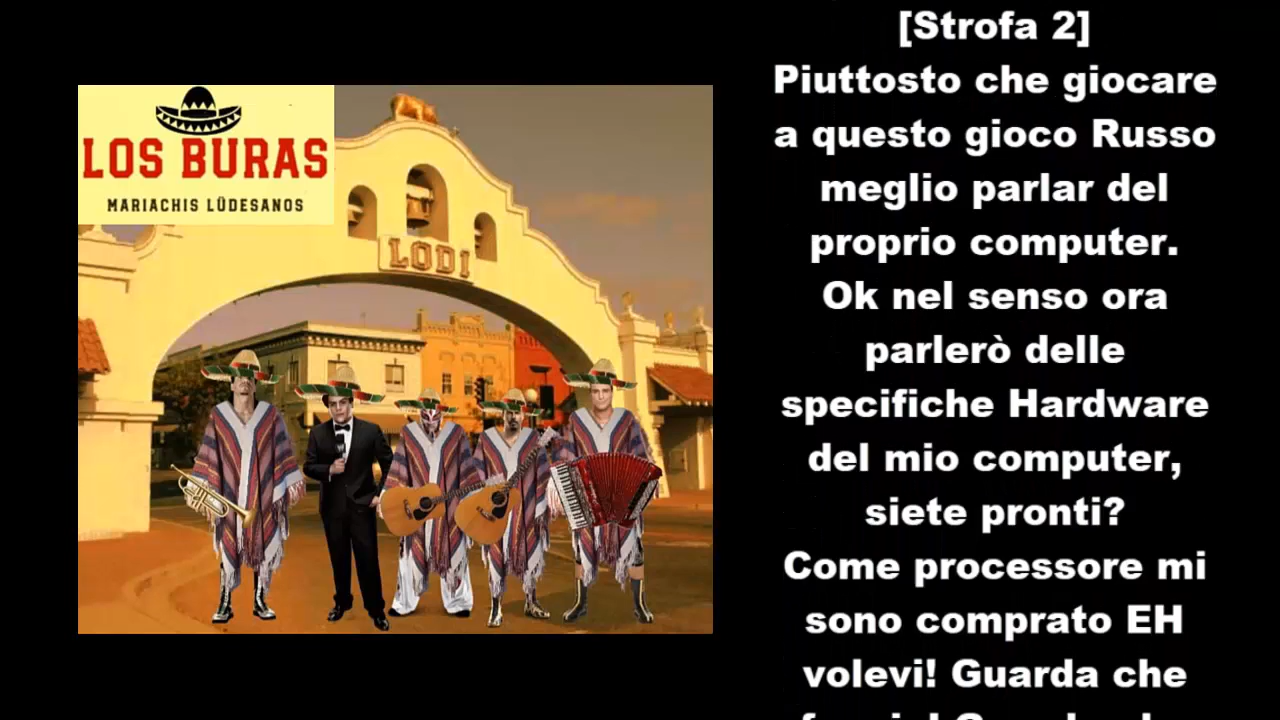 LOS BURAS
MARIACHIS LÜDESANOS
LODI
[Strofa 2]
Piuttosto che giocare
a questo gioco Russo
meglio parlar del
proprio computer.
Ok nel senso ora
parlerò delle
specifiche Hardware
del mio computer,
siete pronti?
Come processore mi
sono comprato EH
volevi! Guarda che